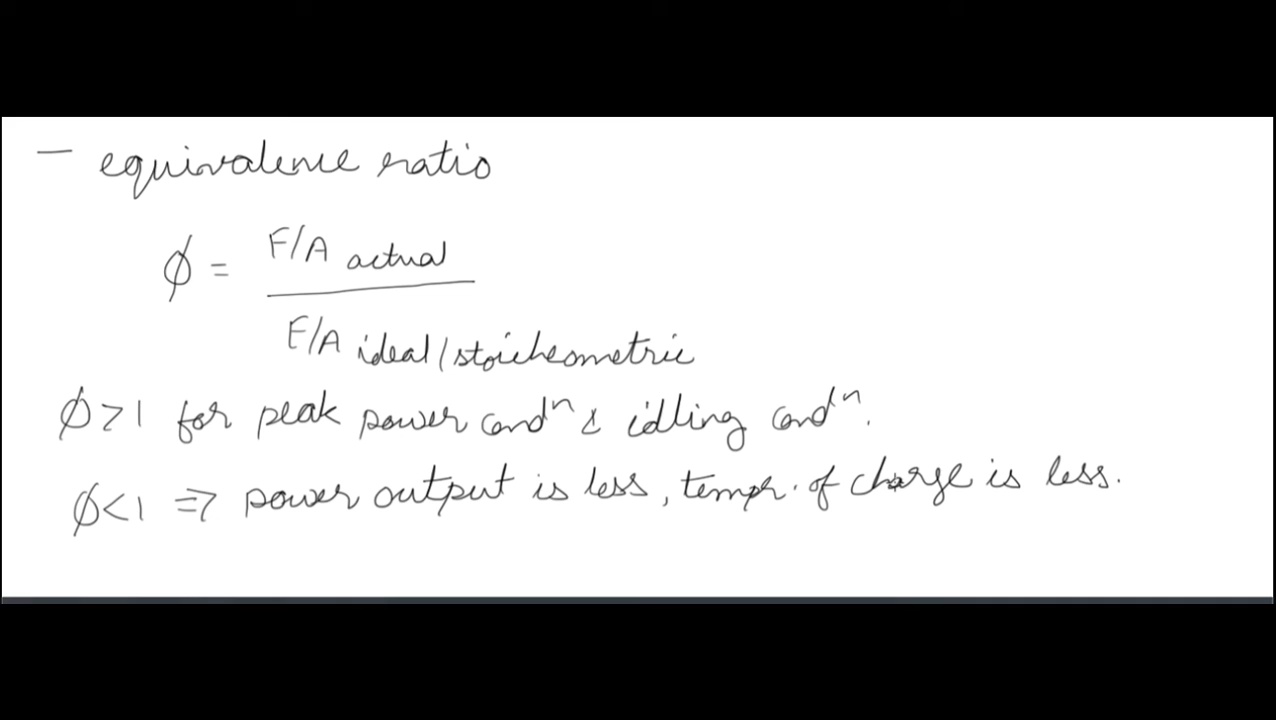 – equivalence ratio
ϕ = F/A actual
F/A ideal/stoicheometric
ϕ>1 for peak power condⁿ & idling condⁿ.
ϕ<1 => power output is less, tempr. of charge is less.